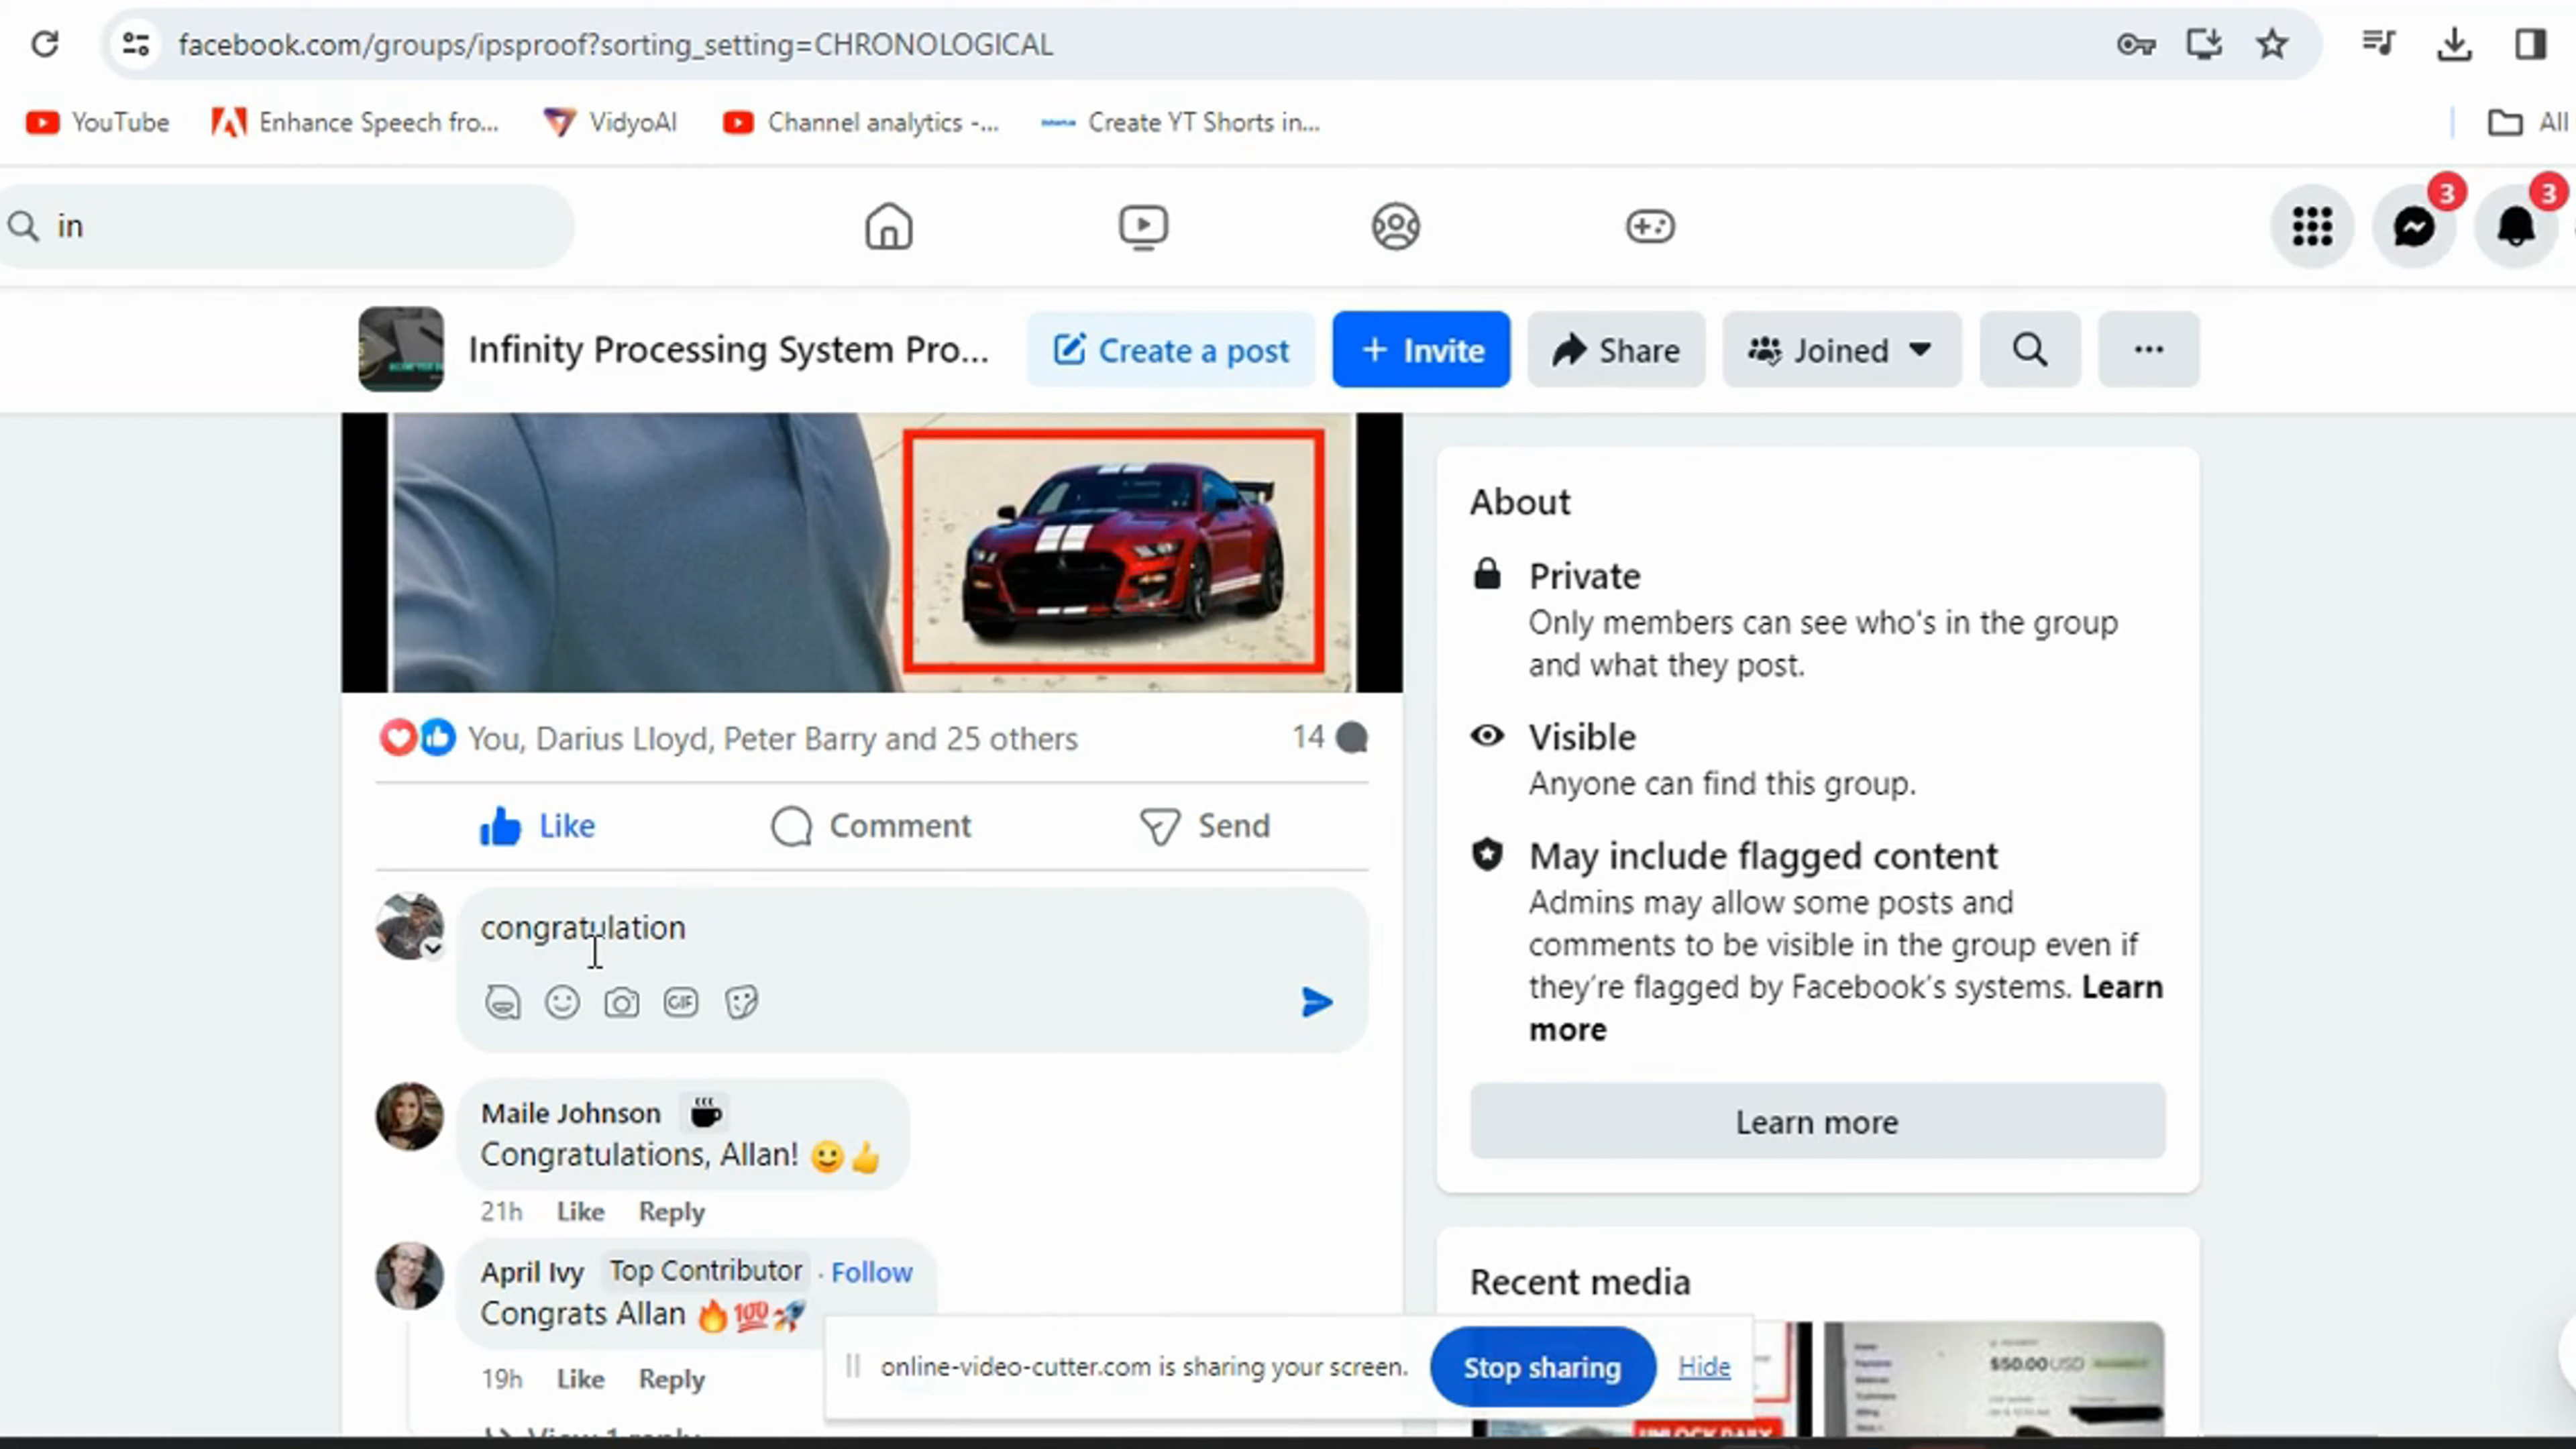 facebook.com/groups/ipsproof?sorting_setting=CHRONOLOGICAL
YouTube
Enhance Speech fro...
VidyoAI
Channel analytics -...
Create YT Shorts in...
All
in
3
3
Infinity Processing System Pro...
Create a post
+ Invite
Share
Joined
You, Darius Lloyd, Peter Barry and 25 others
14
Like
Comment
Send
congratulation
GIF
Maile Johnson
Congratulations, Allan! 🙂👍
21h Like Reply
April Ivy Top Contributor · Follow
Congrats Allan 🔥💯🚀
19h Like Reply
View 1 reply
About
Private
Only members can see who's in the group
and what they post.
Visible
Anyone can find this group.
May include flagged content
Admins may allow some posts and
comments to be visible in the group even if
they're flagged by Facebook's systems. Learn
more
Learn more
Recent media
$50.00 USD
UNLOCK DAILY
online-video-cutter.com is sharing your screen.
Stop sharing
Hide